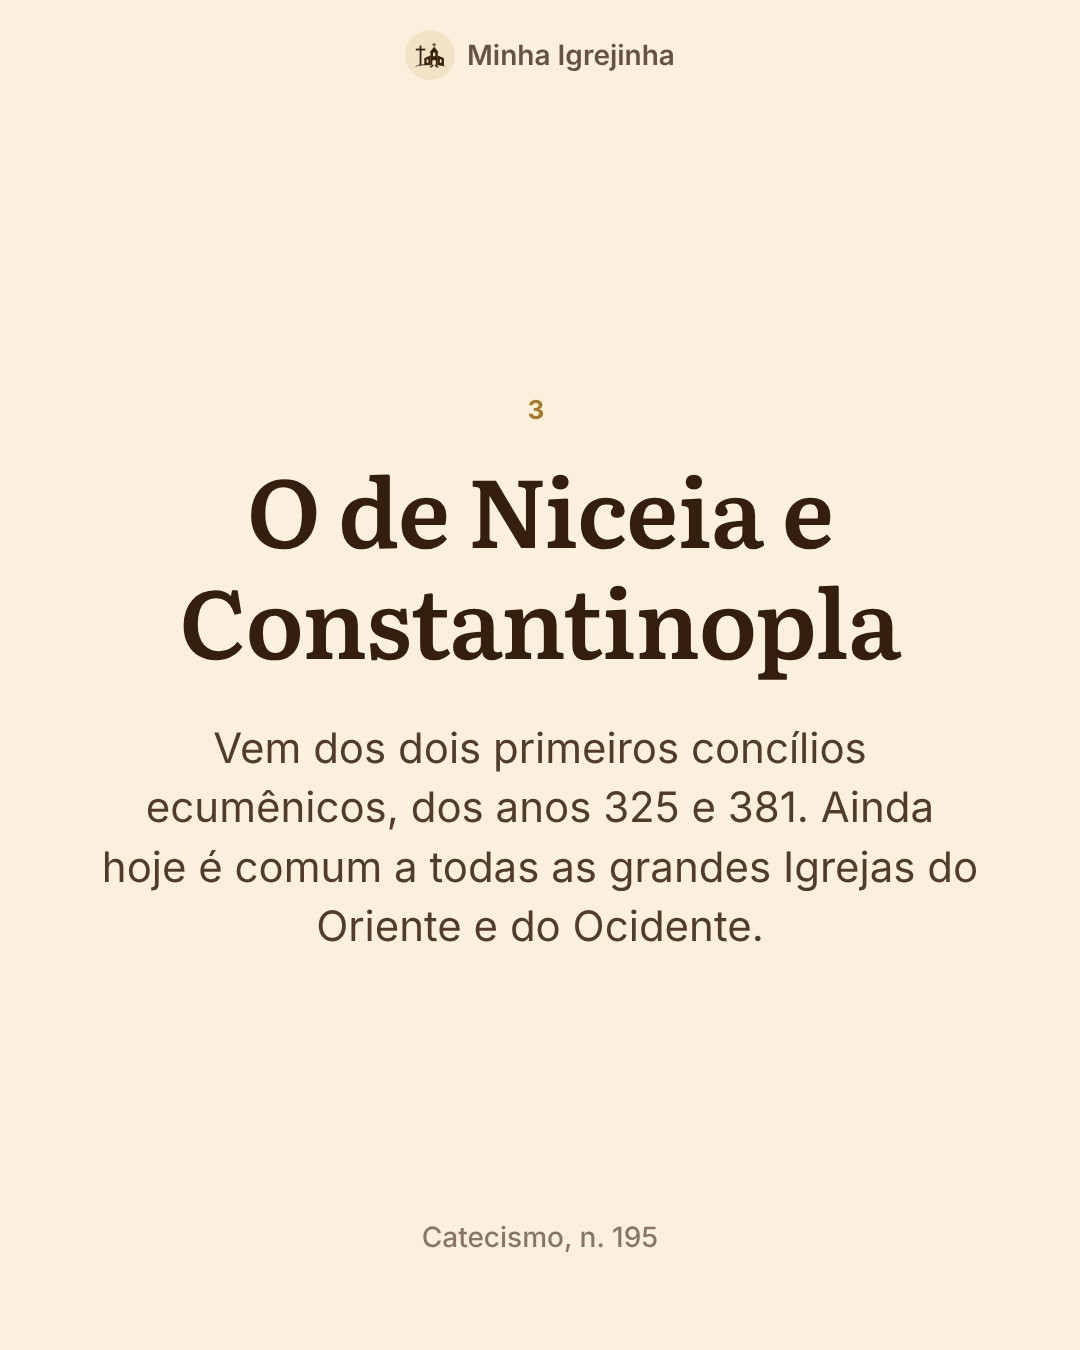 Minha Igrejinha
3
O de Niceia e
Constantinopla
Vem dos dois primeiros concílios
ecumênicos, dos anos 325 e 381. Ainda
hoje é comum a todas as grandes Igrejas do
Oriente e do Ocidente.
Catecismo, n. 195